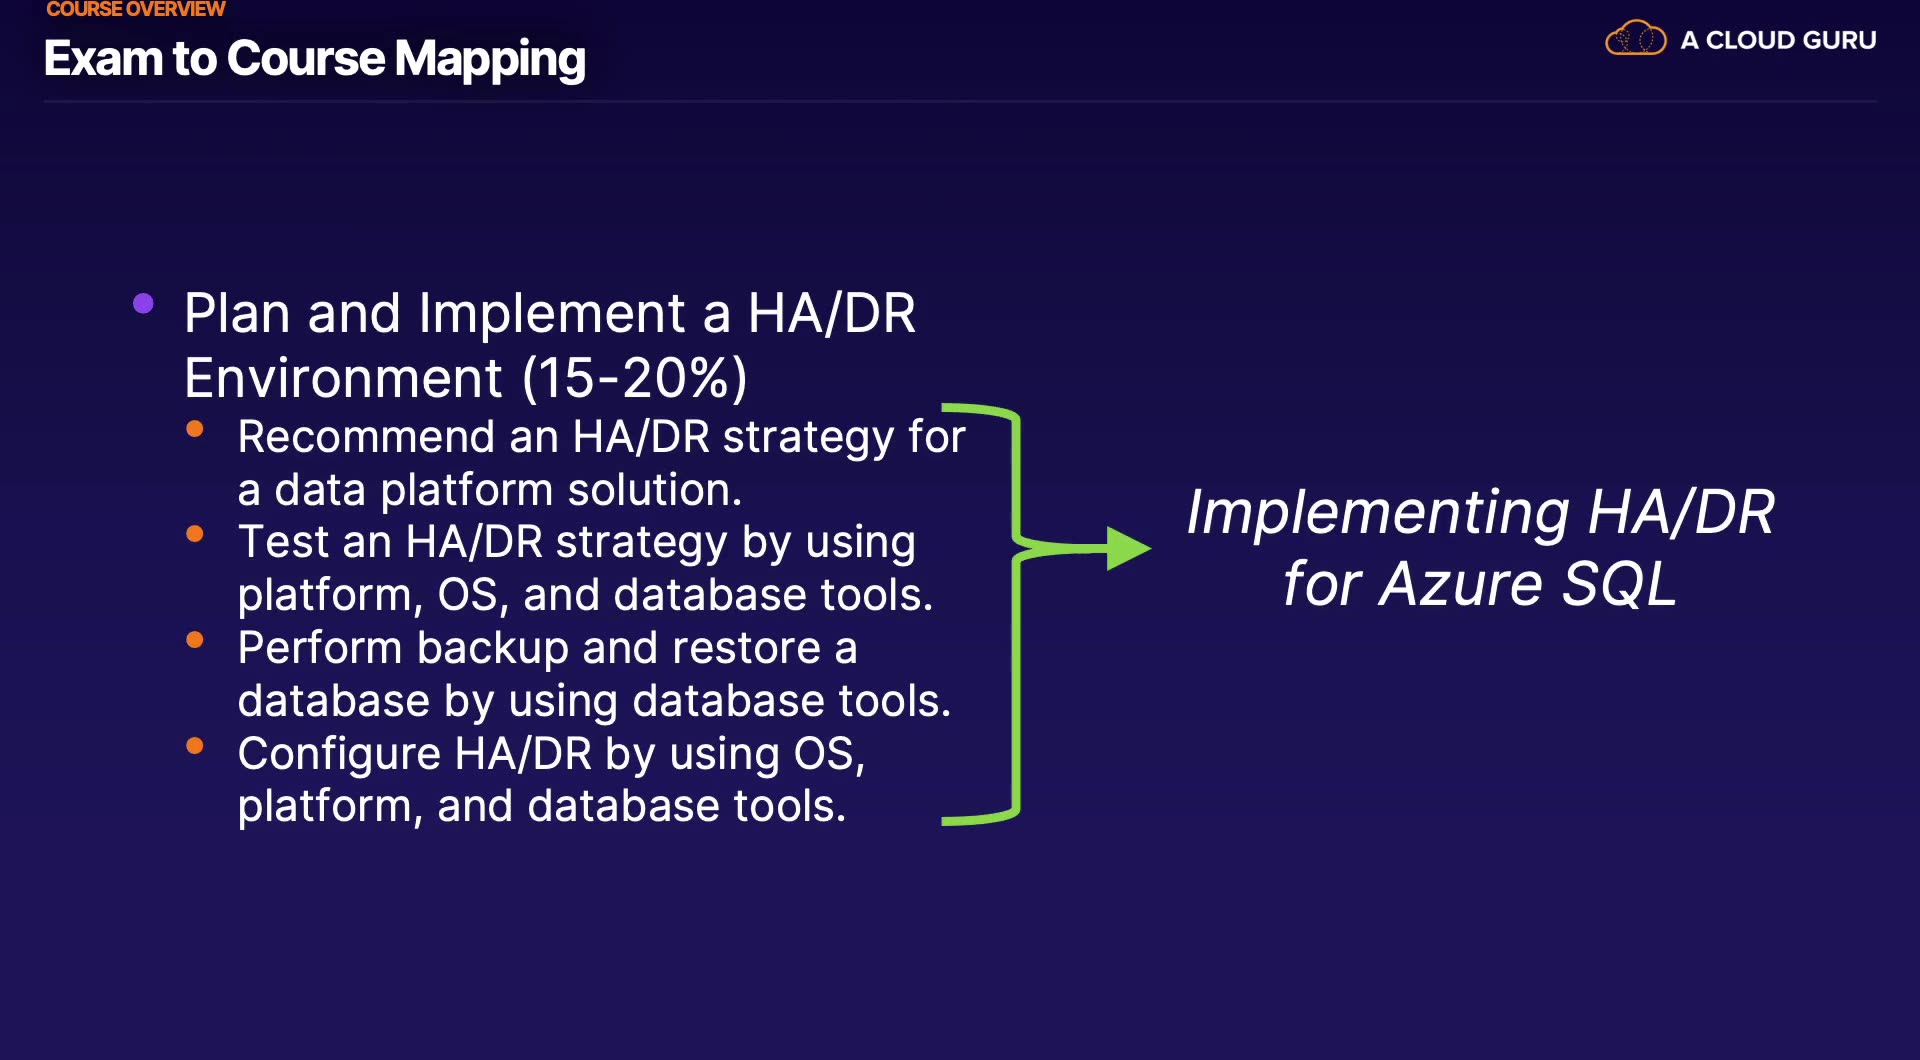 COURSE OVERVIEW
Exam to Course Mapping
A CLOUD GURU
Plan and Implement a HA/DR
Environment (15-20%)
Recommend an HA/DR strategy for
a data platform solution.
Test an HA/DR strategy by using
platform, OS, and database tools.
Perform backup and restore a
database by using database tools.
Configure HA/DR by using OS,
platform, and database tools.
Implementing HA/DR
for Azure SQL